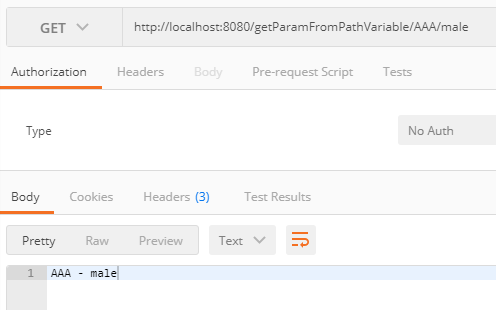 GET http://localhost:8080/getParamFromPathVariable/AAA/male
Authorization Headers Body Pre-request Script Tests
Type No Auth
Body Cookies Headers (3) Test Results
Pretty Raw Preview Text
1 AAA - male